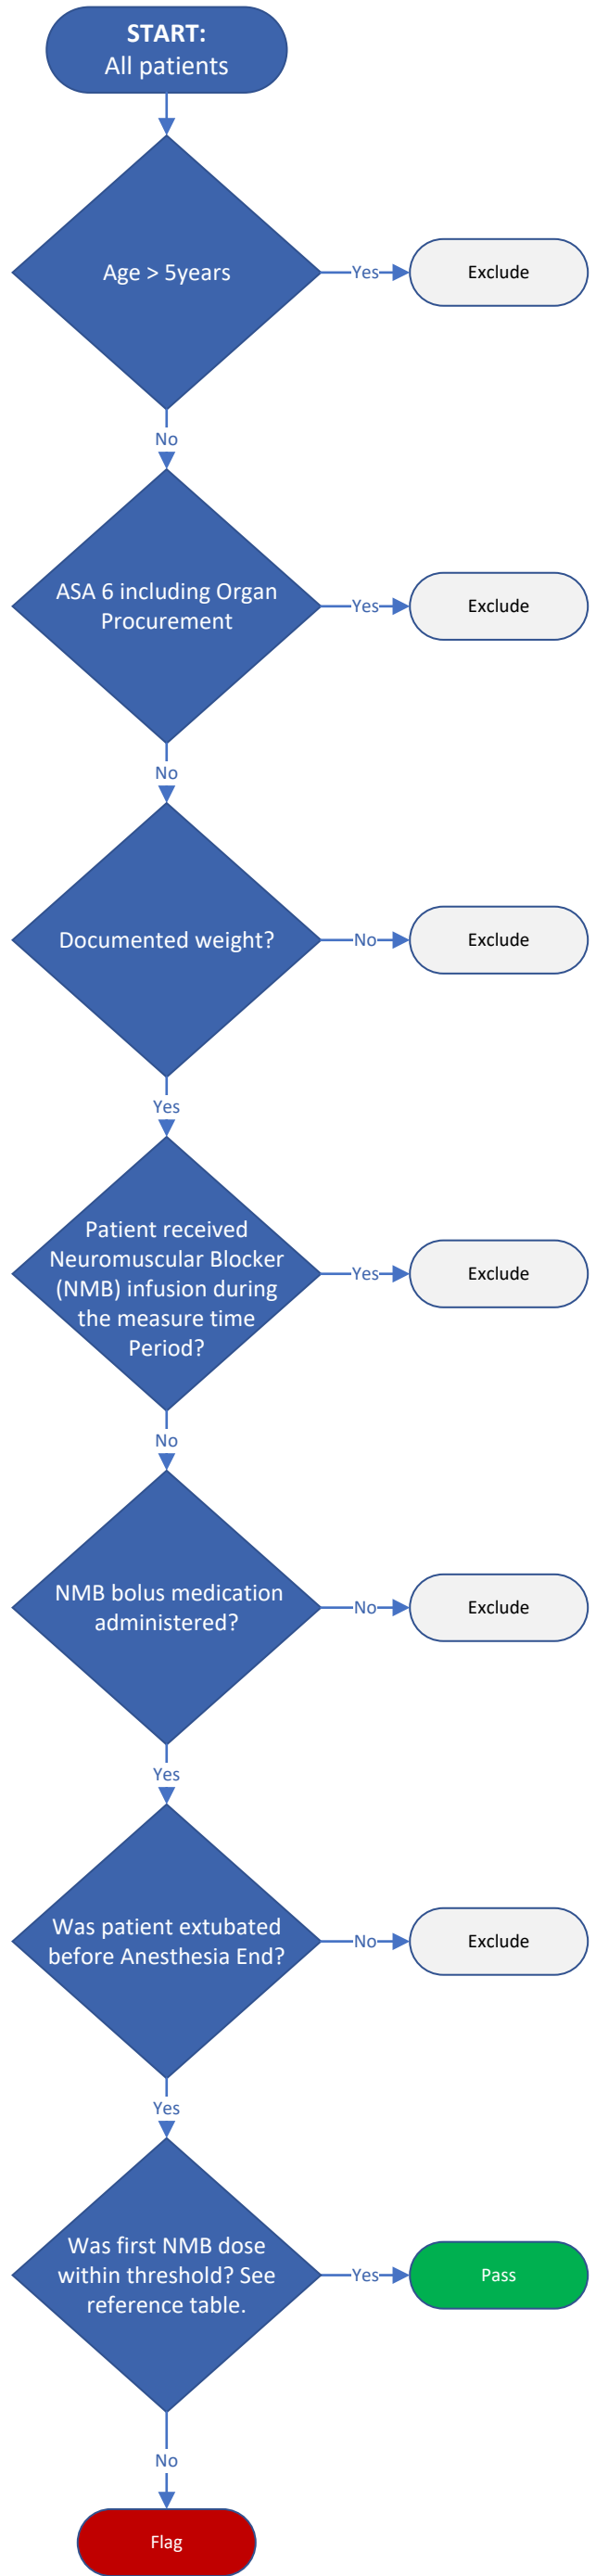 START:
All patients
Age > 5years
Yes
Exclude
No
ASA 6 including Organ
Procurement
Yes
Exclude
No
Documented weight?
No
Exclude
Yes
Patient received
Neuromuscular Blocker
(NMB) infusion during
the measure time
Period?
Yes
Exclude
No
NMB bolus medication
administered?
No
Exclude
Yes
Was patient extubated
before Anesthesia End?
No
Exclude
Yes
Was first NMB dose
within threshold? See
reference table.
Yes
Pass
No
Flag